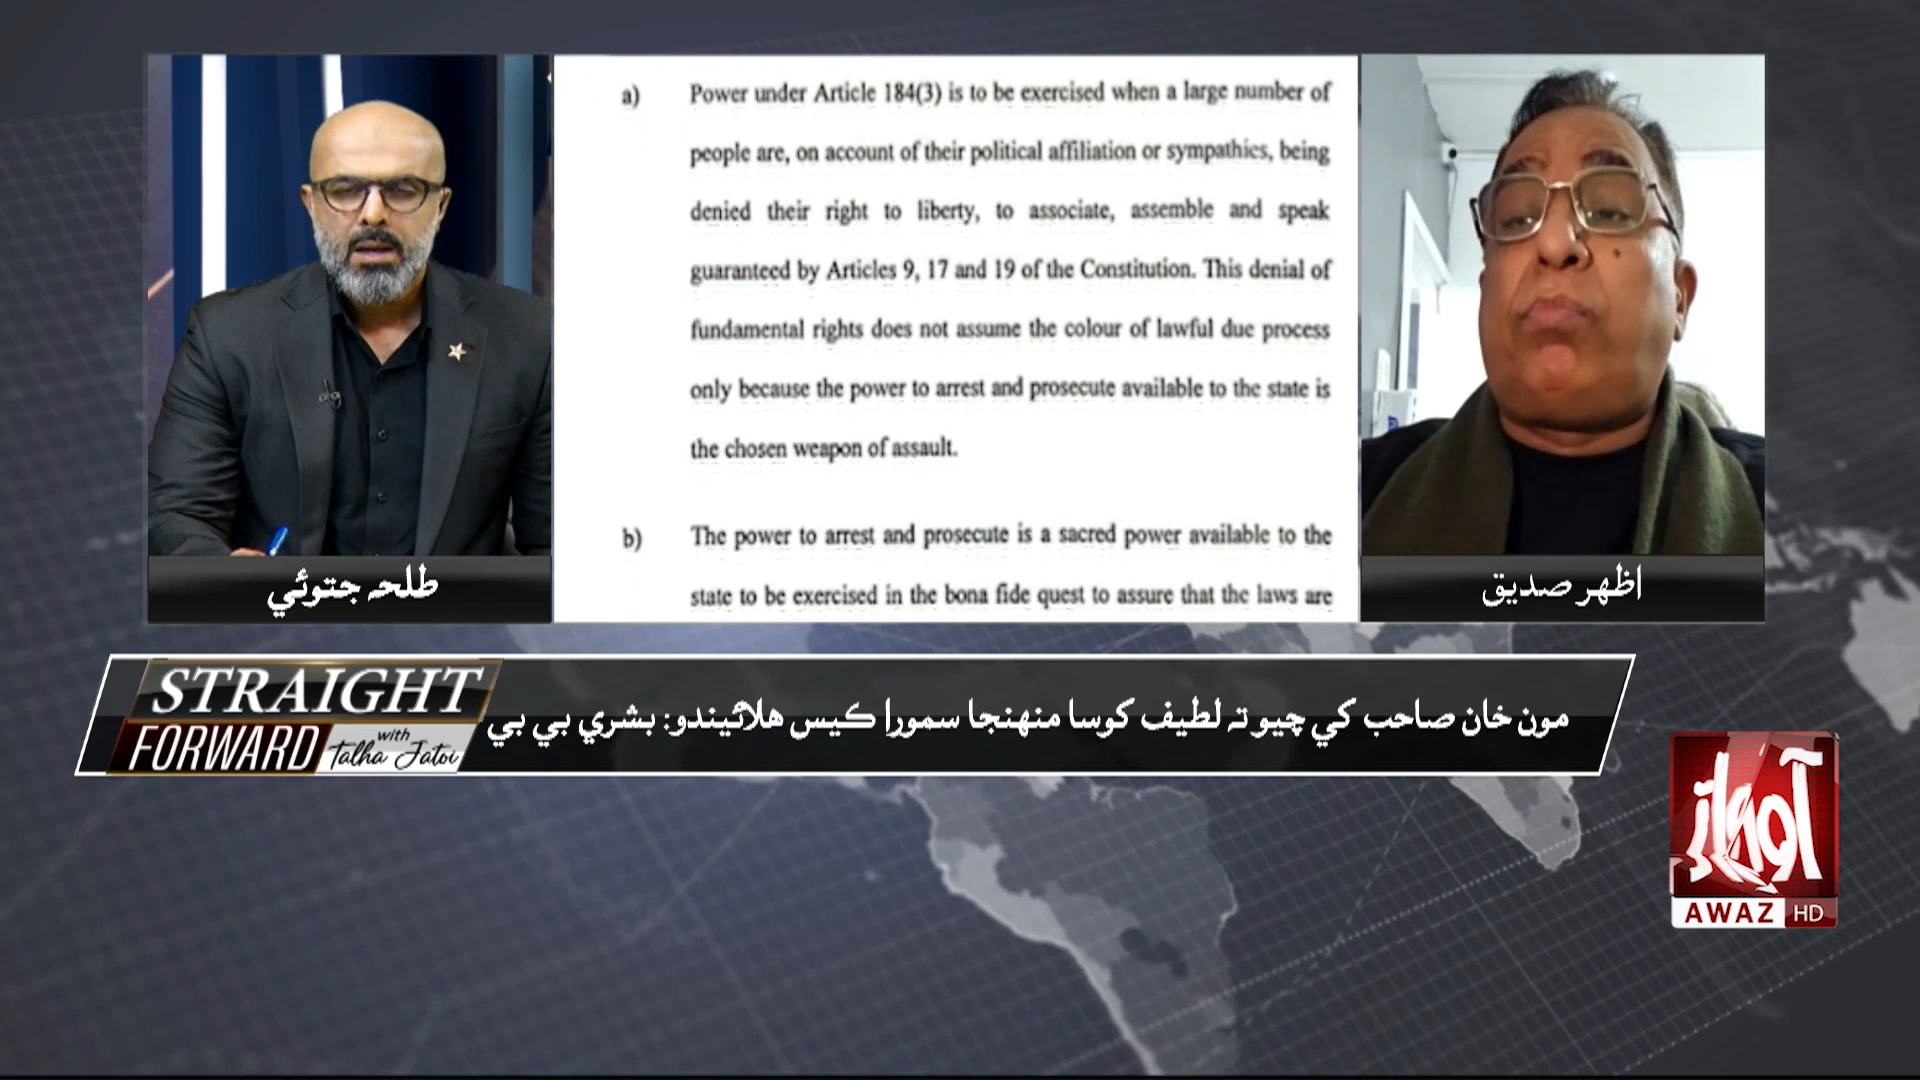 a) Power under Article 184(3) is to be exercised when a large number of
people are, on account of their political affiliation or sympathies, being
denied their right to liberty, to associate, assemble and speak
guaranteed by Articles 9, 17 and 19 of the Constitution. This denial of
fundamental rights does not assume the colour of lawful due process
only because the power to arrest and prosecute available to the state is
the chosen weapon of assault.
b) The power to arrest and prosecute is a sacred power available to the
state to be exercised in the bona fide quest to assure that the laws are
طلحہ جتوئي
اظهر صديق
STRAIGHT
FORWARD with
Talha Jatoi
مون خان صاحب کي چيو تہ لطيف کوسا منهنجا سمورا ڪيس هلائيندو: بشري بي بي
آواز
AWAZ HD